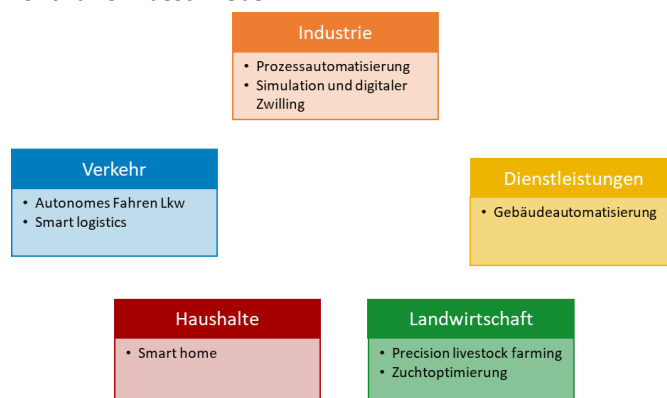 Industrie
• Prozessautomatisierung
• Simulation und digitaler
Zwilling
Verkehr
• Autonomes Fahren Lkw
• Smart logistics
Dienstleistungen
• Gebäudeautomatisierung
Haushalte
• Smart home
Landwirtschaft
• Precision livestock farming
• Zuchtoptimierung